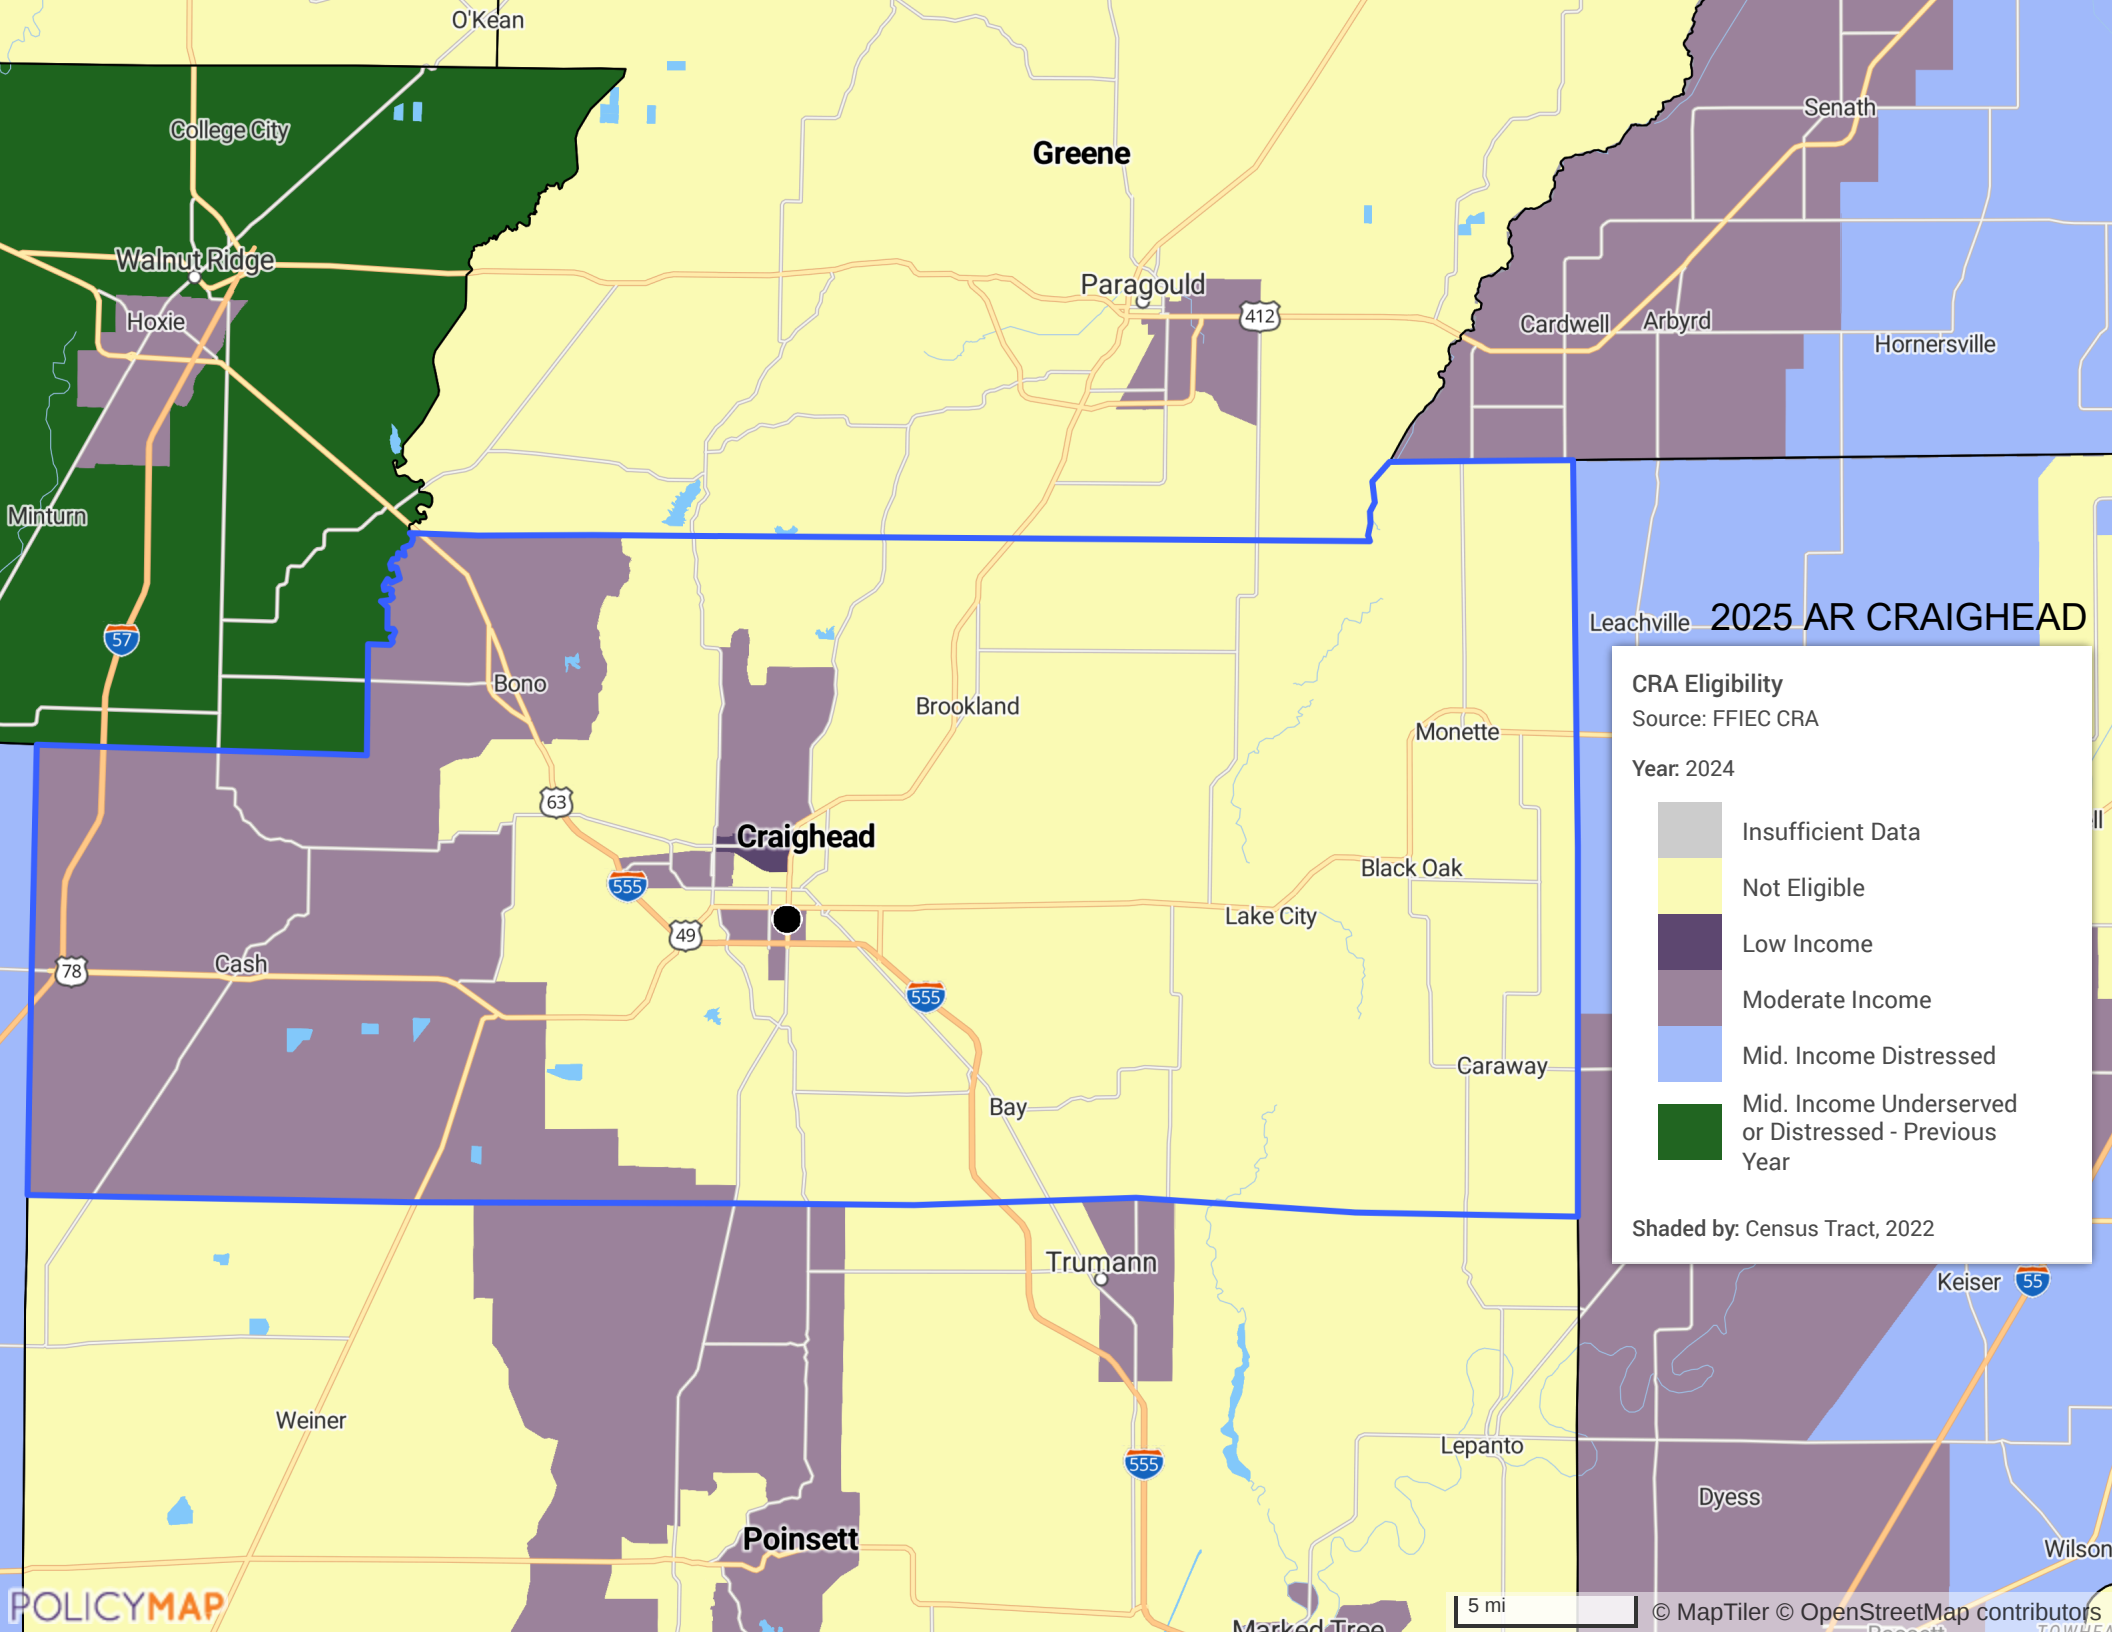 O'Kean
College City
Greene
Senath
Walnut Ridge
Paragould
412
Hoxie
Cardwell
Arbyrd
Hornersville
Minturn
57
Leachville
2025 AR CRAIGHEAD
Bono
Brookland
Monette
CRA Eligibility
Source: FFIEC CRA
Year: 2024
Insufficient Data
Not Eligible
Low Income
Moderate Income
Mid. Income Distressed
Mid. Income Underserved
or Distressed - Previous
Year
Shaded by: Census Tract, 2022
63
Craighead
ll
555
Black Oak
49
Lake City
Cash
78
555
Caraway
Bay
Trumann
Keiser
55
Weiner
Lepanto
555
Dyess
Poinsett
Wilson
POLICYMAP
5 mi
© MapTiler © OpenStreetMap contributors
Marked Tree